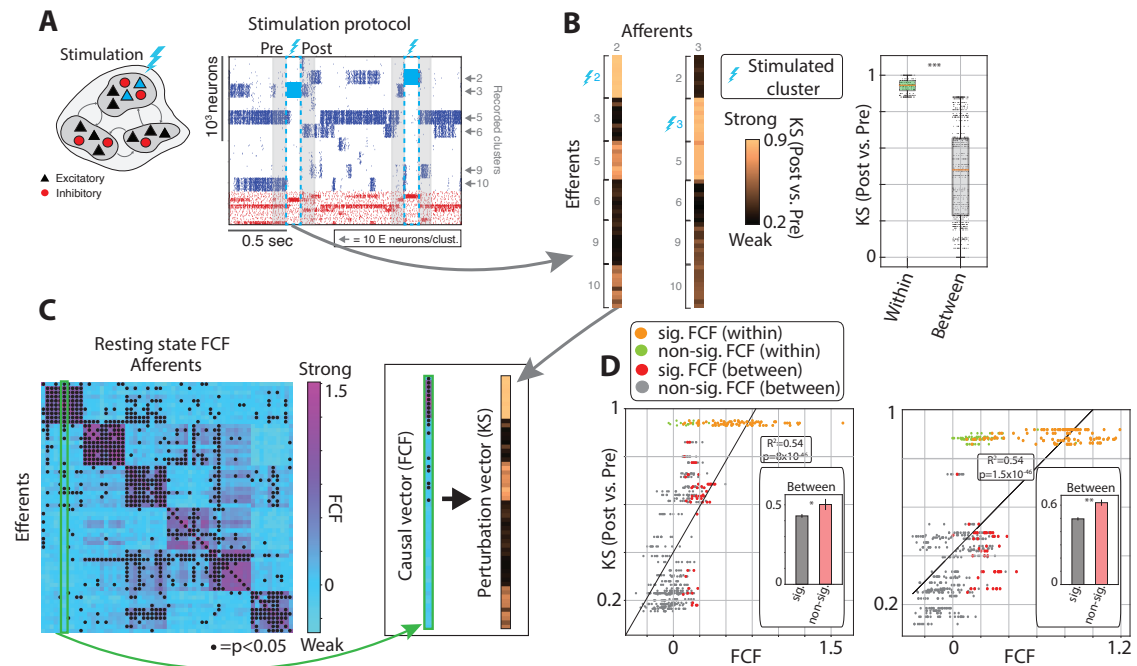 A
Stimulation
Excitatory
Inhibitory
Stimulation protocol
Pre
Post
10³ neurons
2
3
5
6
9
10
Recorded clusters
0.5 sec
= 10 E neurons/clust.
B
Afferents
2
3
Efferents
2
3
5
6
9
10
2
3
5
6
9
10
Stimulated
cluster
Strong
0.9
0.2
Weak
KS (Post vs. Pre)
KS (Post vs. Pre)
1
0
***
Within
Between
C
Resting state FCF
Afferents
Efferents
Strong
1.5
FCF
0
Weak
•=p<0.05
Causal vector (FCF)
Perturbation vector (KS)
sig. FCF (within)
non-sig. FCF (within)
sig. FCF (between)
non-sig. FCF (between)
D
KS (Post vs. Pre)
1
0.2
0
1.5
FCF
R²=0.54
p=8x10⁻⁴⁶
Between
0.5
*
0
sig.
non-sig.
1
0.2
0
1.2
FCF
R²=0.54
p=1.5x10⁻⁴⁶
Between
0.6
**
0
sig.
non-sig.